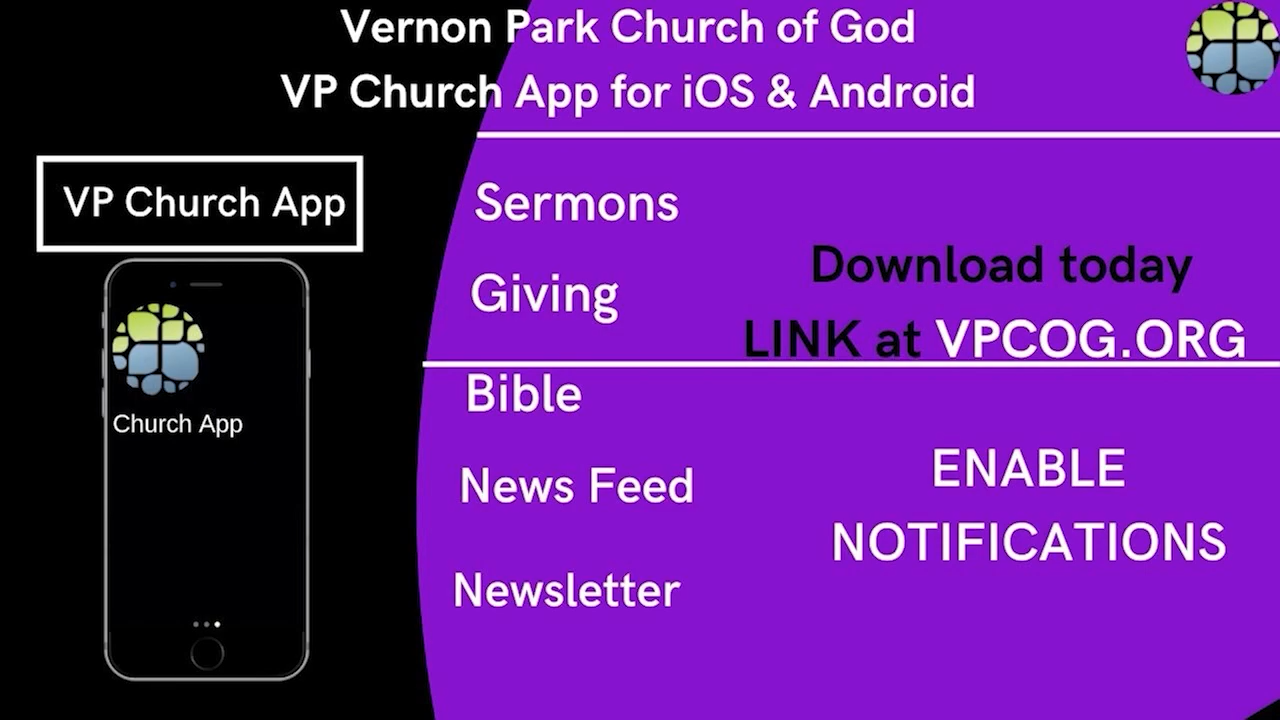 Vernon Park Church of God
VP Church App for iOS & Android
VP Church App
Church App
Sermons
Giving
Bible
News Feed
Newsletter
Download today
LINK at VPCOG.ORG
ENABLE
NOTIFICATIONS